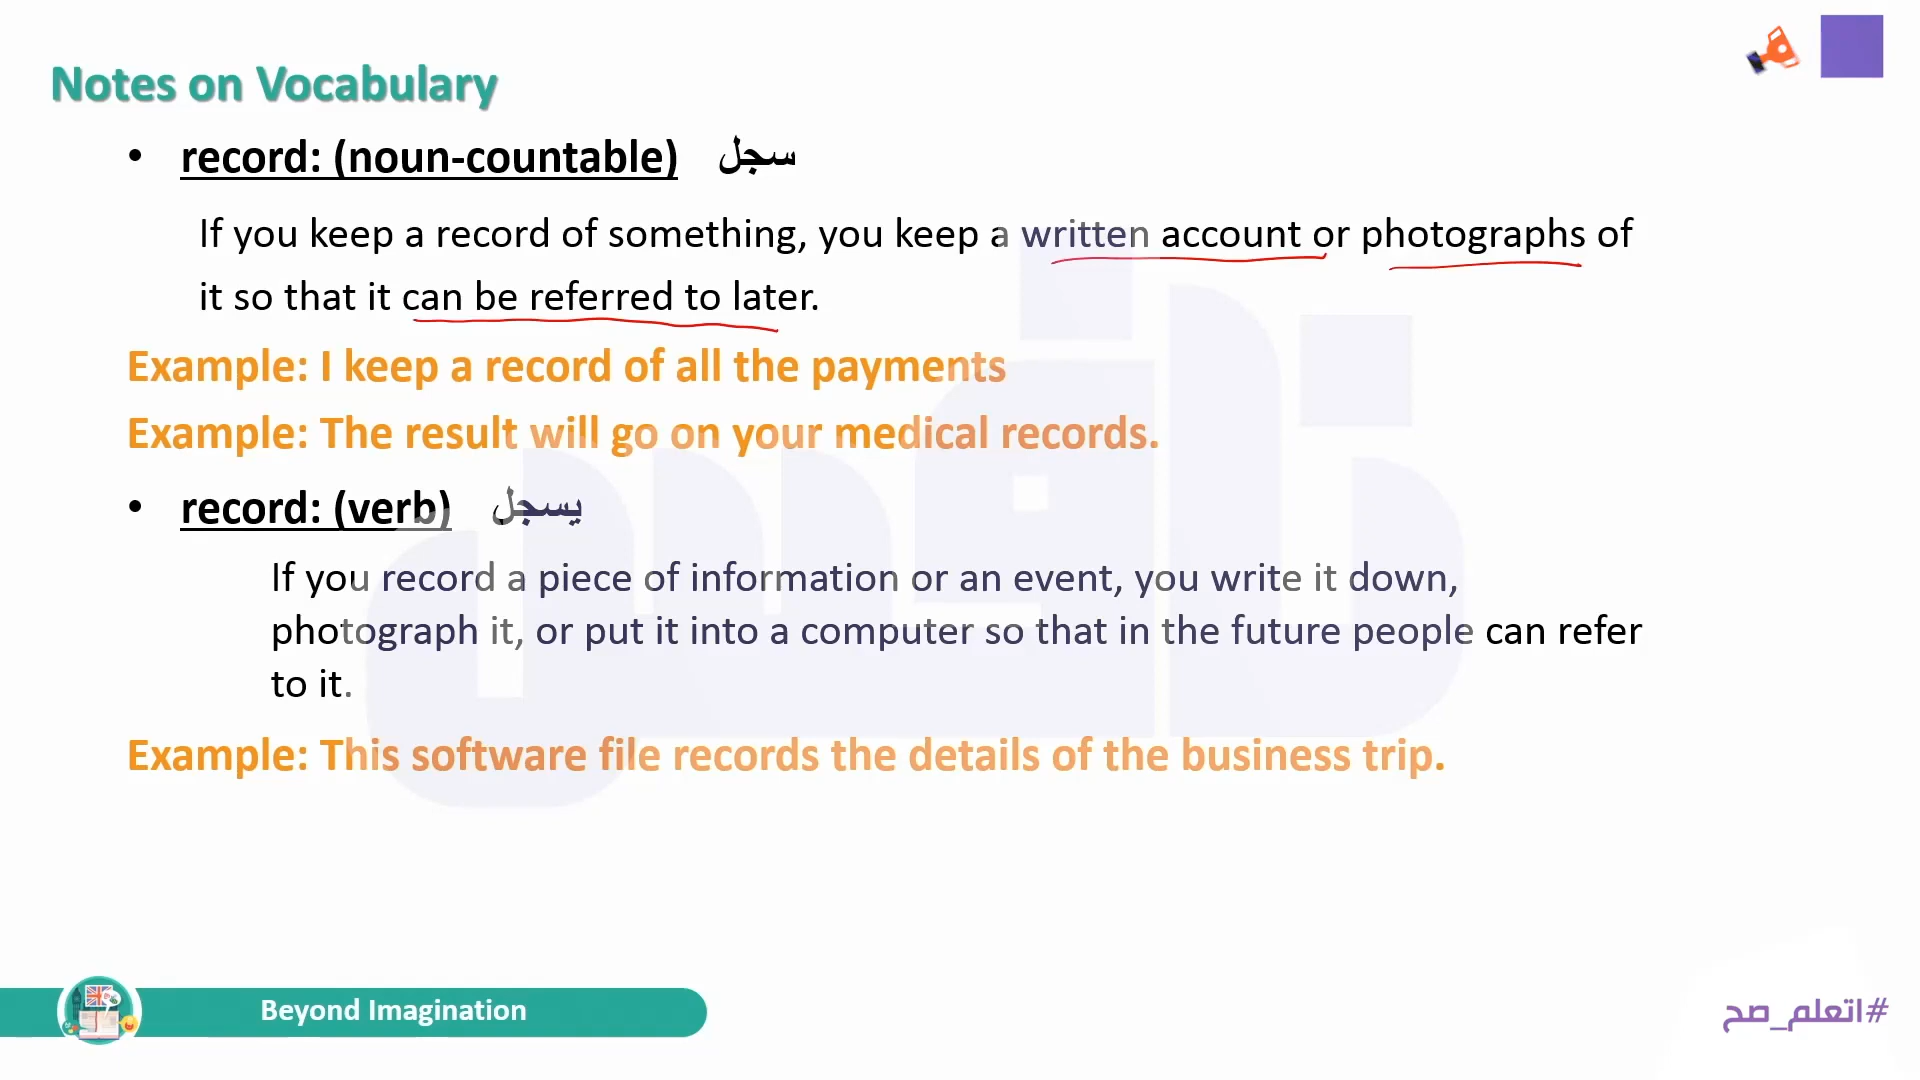 Notes on Vocabulary
• record: (noun-countable) سجل
If you keep a record of something, you keep a written account or photographs of
it so that it can be referred to later.
Example: I keep a record of all the payments
Example: The result will go on your medical records.
• record: (verb) يسجل
If you record a piece of information or an event, you write it down,
photograph it, or put it into a computer so that in the future people can refer
to it.
Example: This software file records the details of the business trip.
Beyond Imagination
#اتعلم_صح